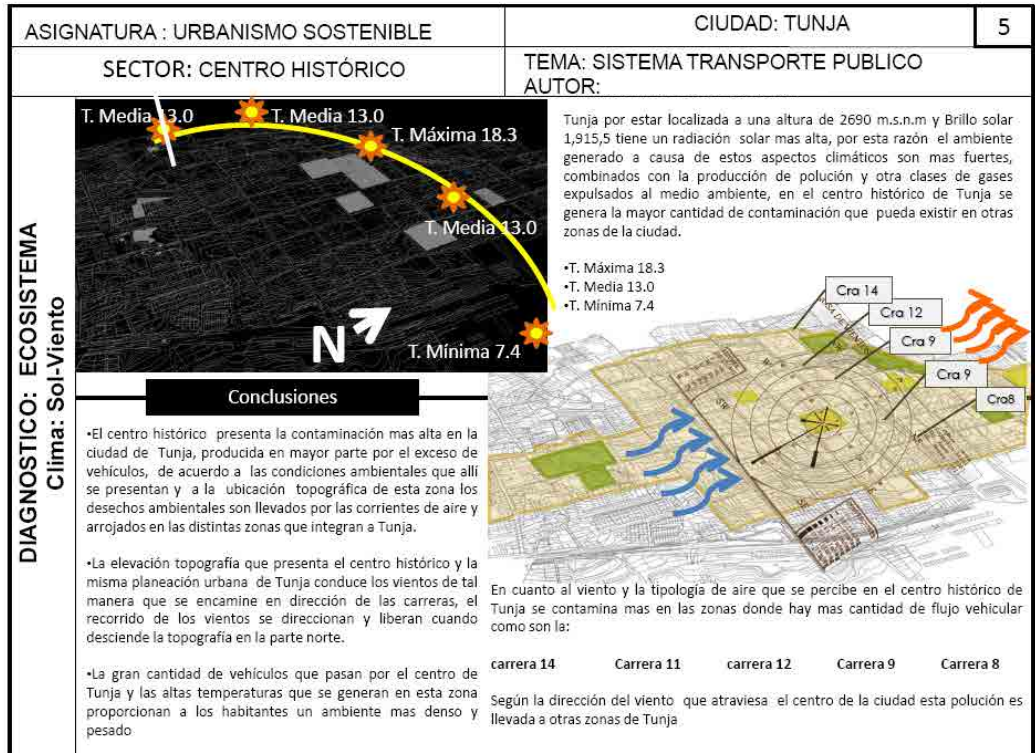 ASIGNATURA : URBANISMO SOSTENIBLE
CIUDAD: TUNJA
5
SECTOR: CENTRO HISTÓRICO
TEMA: SISTEMA TRANSPORTE PUBLICO
AUTOR:
DIAGNOSTICO: ECOSISTEMA
Clima: Sol-Viento
T. Media 13.0
T. Media 13.0
T. Máxima 18.3
T. Media 13.0
N
T. Mínima 7.4
Tunja por estar localizada a una altura de 2690 m.s.n.m y Brillo solar
1,915,5 tiene un radiación solar mas alta, por esta razón el ambiente
generado a causa de estos aspectos climáticos son mas fuertes,
combinados con la producción de polución y otra clases de gases
expulsados al medio ambiente, en el centro histórico de Tunja se
genera la mayor cantidad de contaminación que pueda existir en otras
zonas de la ciudad.
•T. Máxima 18.3
•T. Media 13.0
•T. Mínima 7.4
Cra 14
Cra 12
Cra 9
Cra 9
Cra8
Conclusiones
•El centro histórico presenta la contaminación mas alta en la
ciudad de Tunja, producida en mayor parte por el exceso de
vehículos, de acuerdo a las condiciones ambientales que allí
se presentan y a la ubicación topográfica de esta zona los
desechos ambientales son llevados por las corrientes de aire y
arrojados en las distintas zonas que integran a Tunja.
•La elevación topografía que presenta el centro histórico y la
misma planeación urbana de Tunja conduce los vientos de tal
manera que se encamine en dirección de las carreras, el
recorrido de los vientos se direccionan y liberan cuando
desciende la topografía en la parte norte.
•La gran cantidad de vehículos que pasan por el centro de
Tunja y las altas temperaturas que se generan en esta zona
proporcionan a los habitantes un ambiente mas denso y
pesado
En cuanto al viento y la tipología de aire que se percibe en el centro histórico de
Tunja se contamina mas en las zonas donde hay mas cantidad de flujo vehicular
como son la:
carrera 14 Carrera 11 carrera 12 Carrera 9 Carrera 8
Según la dirección del viento que atraviesa el centro de la ciudad esta polución es
llevada a otras zonas de Tunja